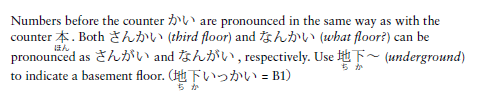 Numbers before the counter かい are pronounced in the same way as with the
counter 本. Both さんかい (third floor) and なんかい (what floor?) can be
ほん
pronounced as さんがい and なんがい, respectively. Use 地下～ (underground)
ち か
to indicate a basement floor. (地下いっかい = B1)
ち か